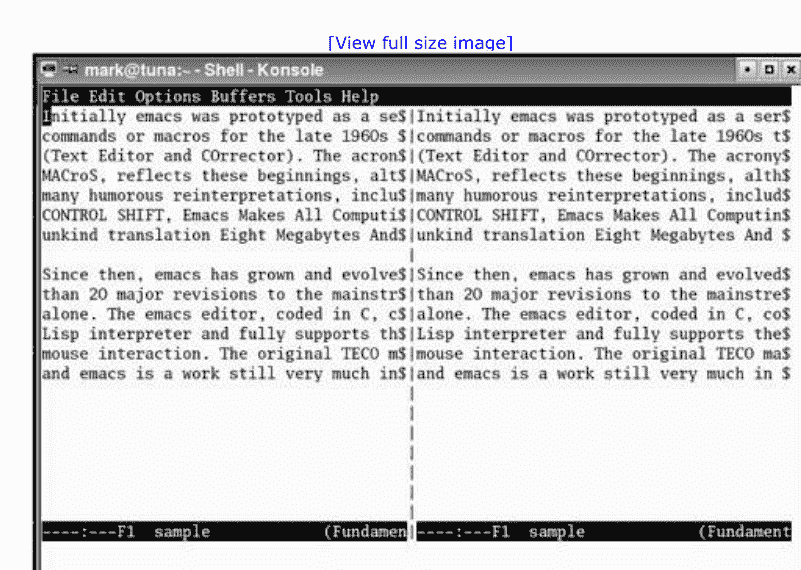 [View full size image]
mark@tuna:~ - Shell - Konsole
File Edit Options Buffers Tools Help
Initially emacs was prototyped as a se$|Initially emacs was prototyped as a ser$
commands or macros for the late 1960s $|commands or macros for the late 1960s t$
(Text Editor and COrrector). The acron$|(Text Editor and COrrector). The acrony$
MACroS, reflects these beginnings, alt$|MACroS, reflects these beginnings, alth$
many humorous reinterpretations, inclu$|many humorous reinterpretations, includ$
CONTROL SHIFT, Emacs Makes All Computi$|CONTROL SHIFT, Emacs Makes All Computin$
unkind translation Eight Megabytes And$|unkind translation Eight Megabytes And $
Since then, emacs has grown and evolve$|Since then, emacs has grown and evolved$
than 20 major revisions to the mainstr$|than 20 major revisions to the mainstre$
alone. The emacs editor, coded in C, c$|alone. The emacs editor, coded in C, co$
Lisp interpreter and fully supports th$|Lisp interpreter and fully supports the$
mouse interaction. The original TECO m$|mouse interaction. The original TECO ma$
and emacs is a work still very much in$|and emacs is a work still very much in $
----:---F1  sample            (Fundamen|----:---F1  sample            (Fundament